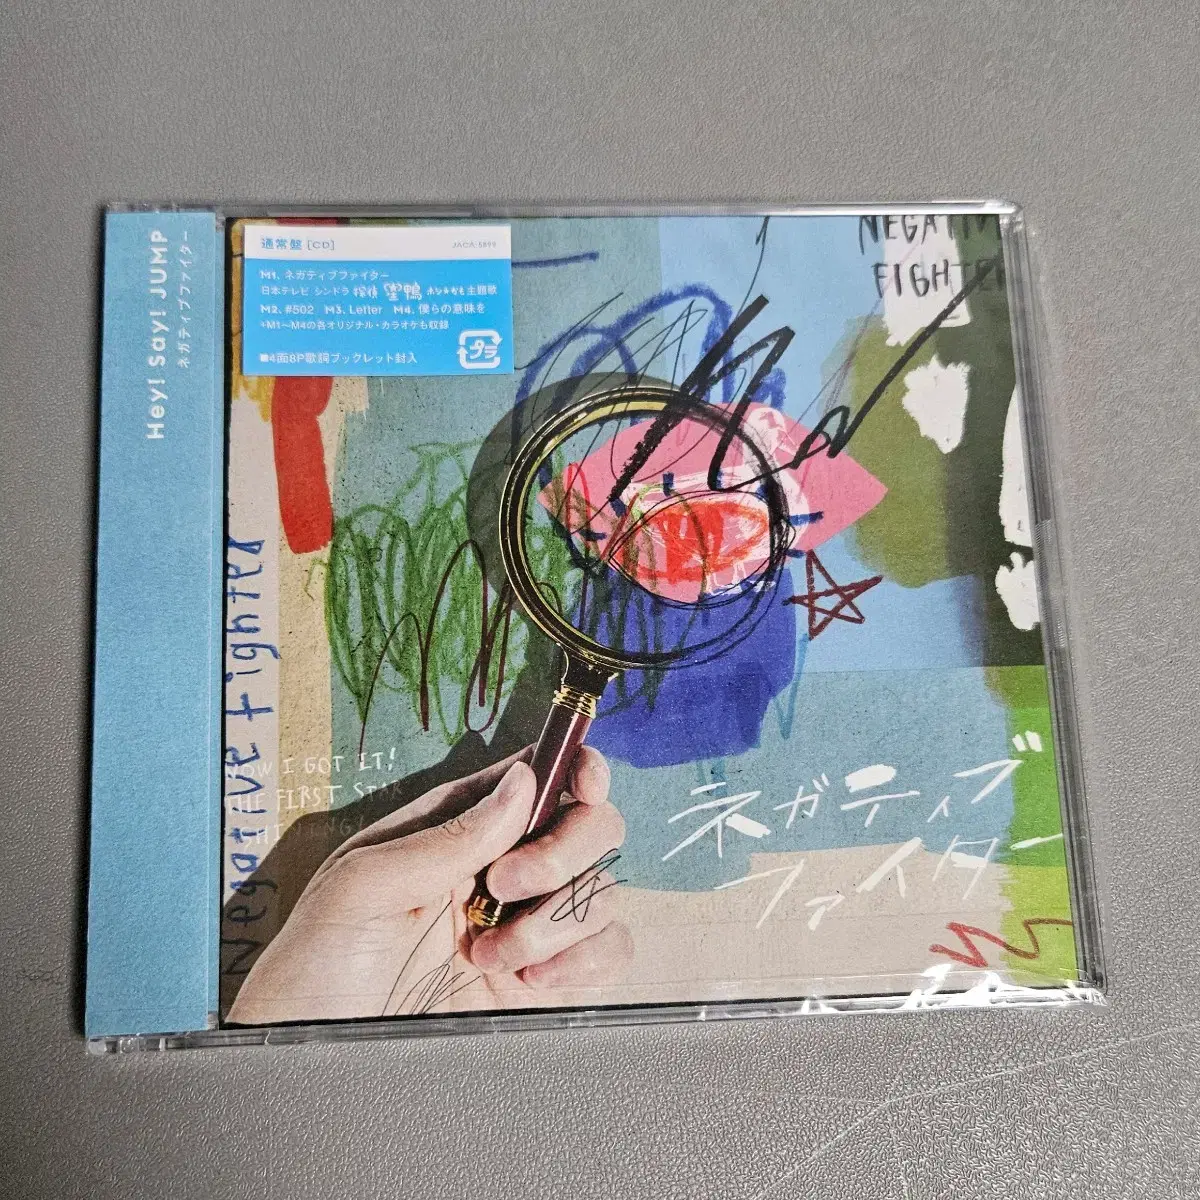 Hey! Say! JUMP
ネガティブファイター
通常盤 [CD]
JACA-5899
M1. ネガティブファイター
日本テレビ シンドラ 探偵 星鴨 主題歌
M2. #502 M3. Letter M4. 僕らの意味を
+M1～M4の各オリジナル・カラオケも収録
■4面8P歌詞ブックレット封入
プラ
NEGATIVE
FIGHTER
Negative Fighter
NOW I GOT IT!
THE FIRST STAR
SHINING!
ネガティブ
ファイター